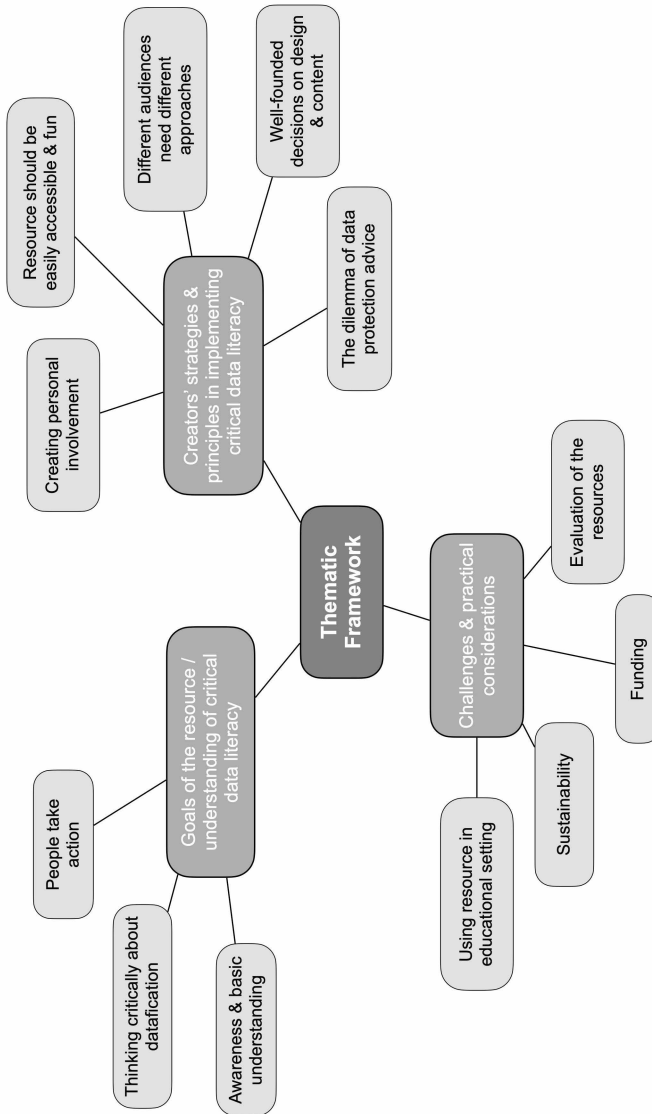 People take
action
Thinking critically about
datafication
Awareness & basic
understanding
Goals of the resource /
understanding of critical
data literacy
Creating personal
involvement
Resource should be
easily accessible & fun
Different audiences
need different
approaches
Well-founded
decisions on design
& content
The dilemma of data
protection advice
Creators' strategies &
principles in implementing
critical data literacy
Thematic
Framework
Challenges & practical
considerations
Using resource in
educational setting
Sustainability
Funding
Evaluation of the
resources